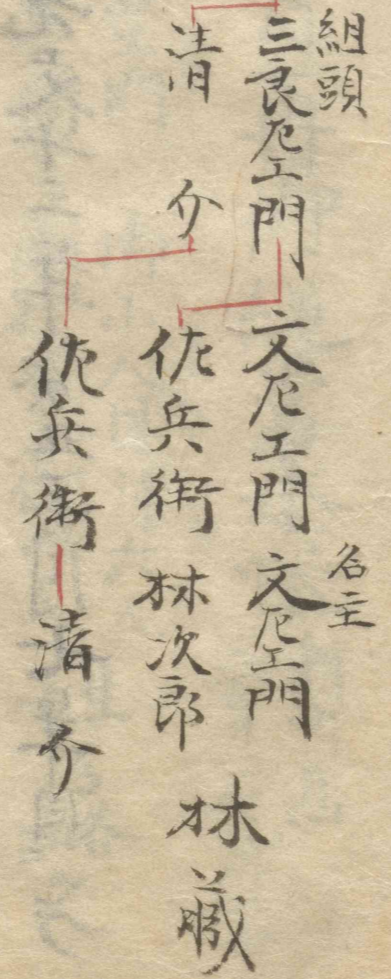 組頭
三良左エ門 文左エ門 文左エ門
名主
清介 佐兵衛 林次郎 林蔵
佐兵衛 清介